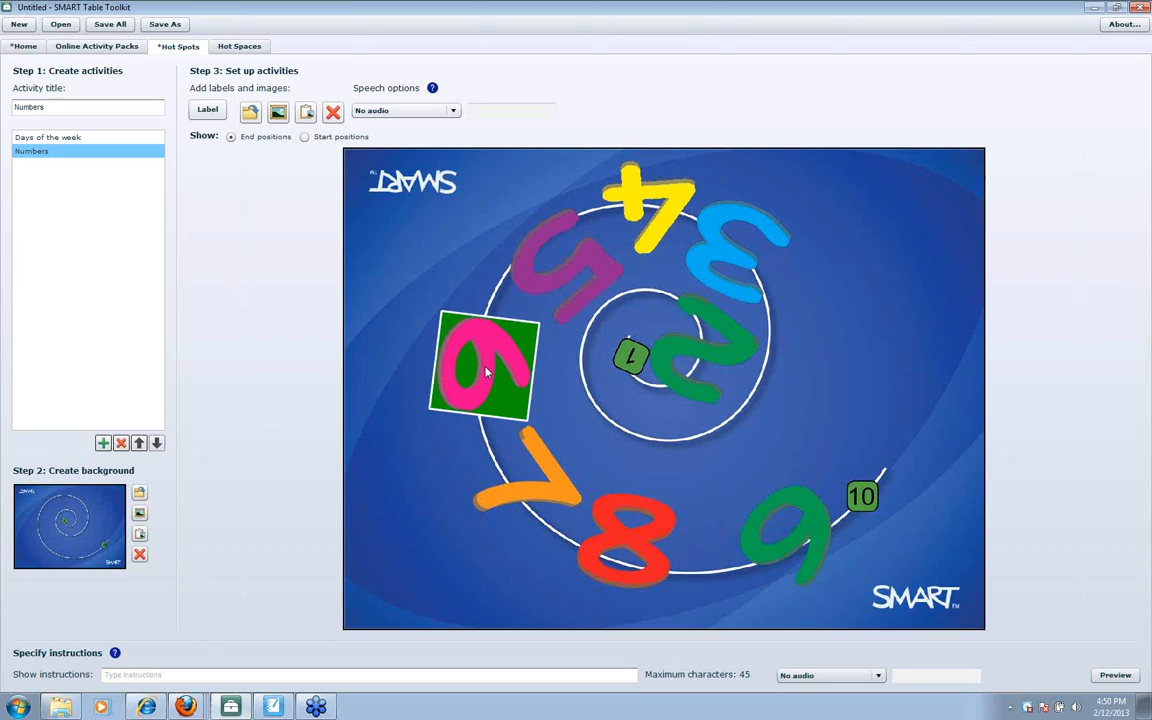 Untitled - SMART Table Toolkit
New Open Save All Save As About...
*Home Online Activity Packs *Hot Spots Hot Spaces
Step 1: Create activities
Activity title:
Numbers
Days of the week
Numbers
Step 2: Create background
SMART
Step 3: Set up activities
Add labels and images: Speech options ?
Label No audio
Show: End positions Start positions
SMART™
4
3
5
2
1
6
7
10
8
9
SMART™
Specify instructions ?
Show instructions: Type instructions Maximum characters: 45 No audio Preview
4:50 PM
2/12/2013